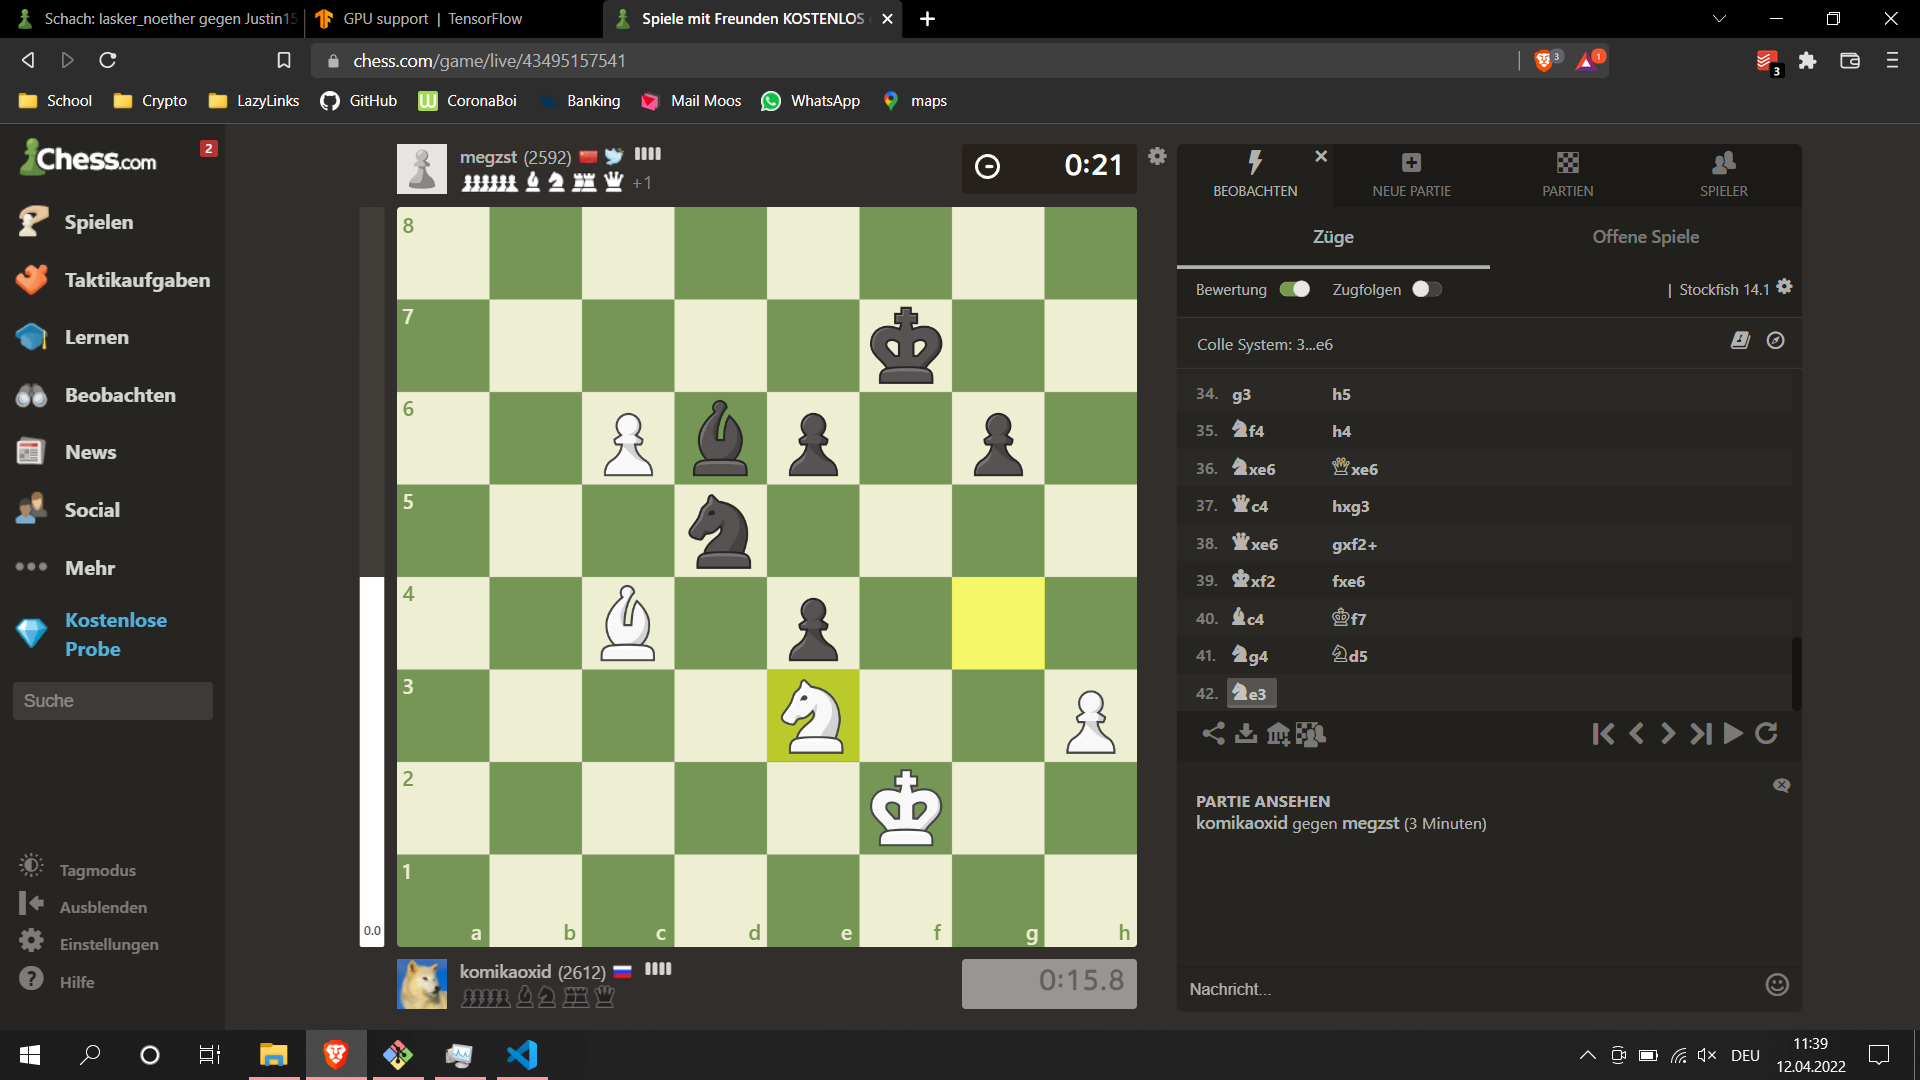 Schach: lasker_noether gegen Justin15
GPU support | TensorFlow
Spiele mit Freunden KOSTENLOS
chess.com/game/live/43495157541
3
1
3
School
Crypto
LazyLinks
GitHub
CoronaBoi
Banking
Mail Moos
WhatsApp
maps
Chess.com
2
Spielen
Taktikaufgaben
Lernen
Beobachten
News
Social
Mehr
Kostenlose
Probe
Suche
Tagmodus
Ausblenden
Einstellungen
Hilfe
megzst (2592)
+1
0:21
8
7
6
5
4
3
2
1
a b c d e f g h
0.0
komikaoxid (2612)
0:15.8
BEOBACHTEN
NEUE PARTIE
PARTIEN
SPIELER
Züge
Offene Spiele
Bewertung
Zugfolgen
| Stockfish 14.1
Colle System: 3...e6
34. g3 h5
35. f4 h4
36. xe6 xe6
37. c4 hxg3
38. xe6 gxf2+
39. xf2 fxe6
40. c4 f7
41. g4 d5
42. e3
PARTIE ANSEHEN
komikaoxid gegen megzst (3 Minuten)
Nachricht...
DEU
11:39
12.04.2022